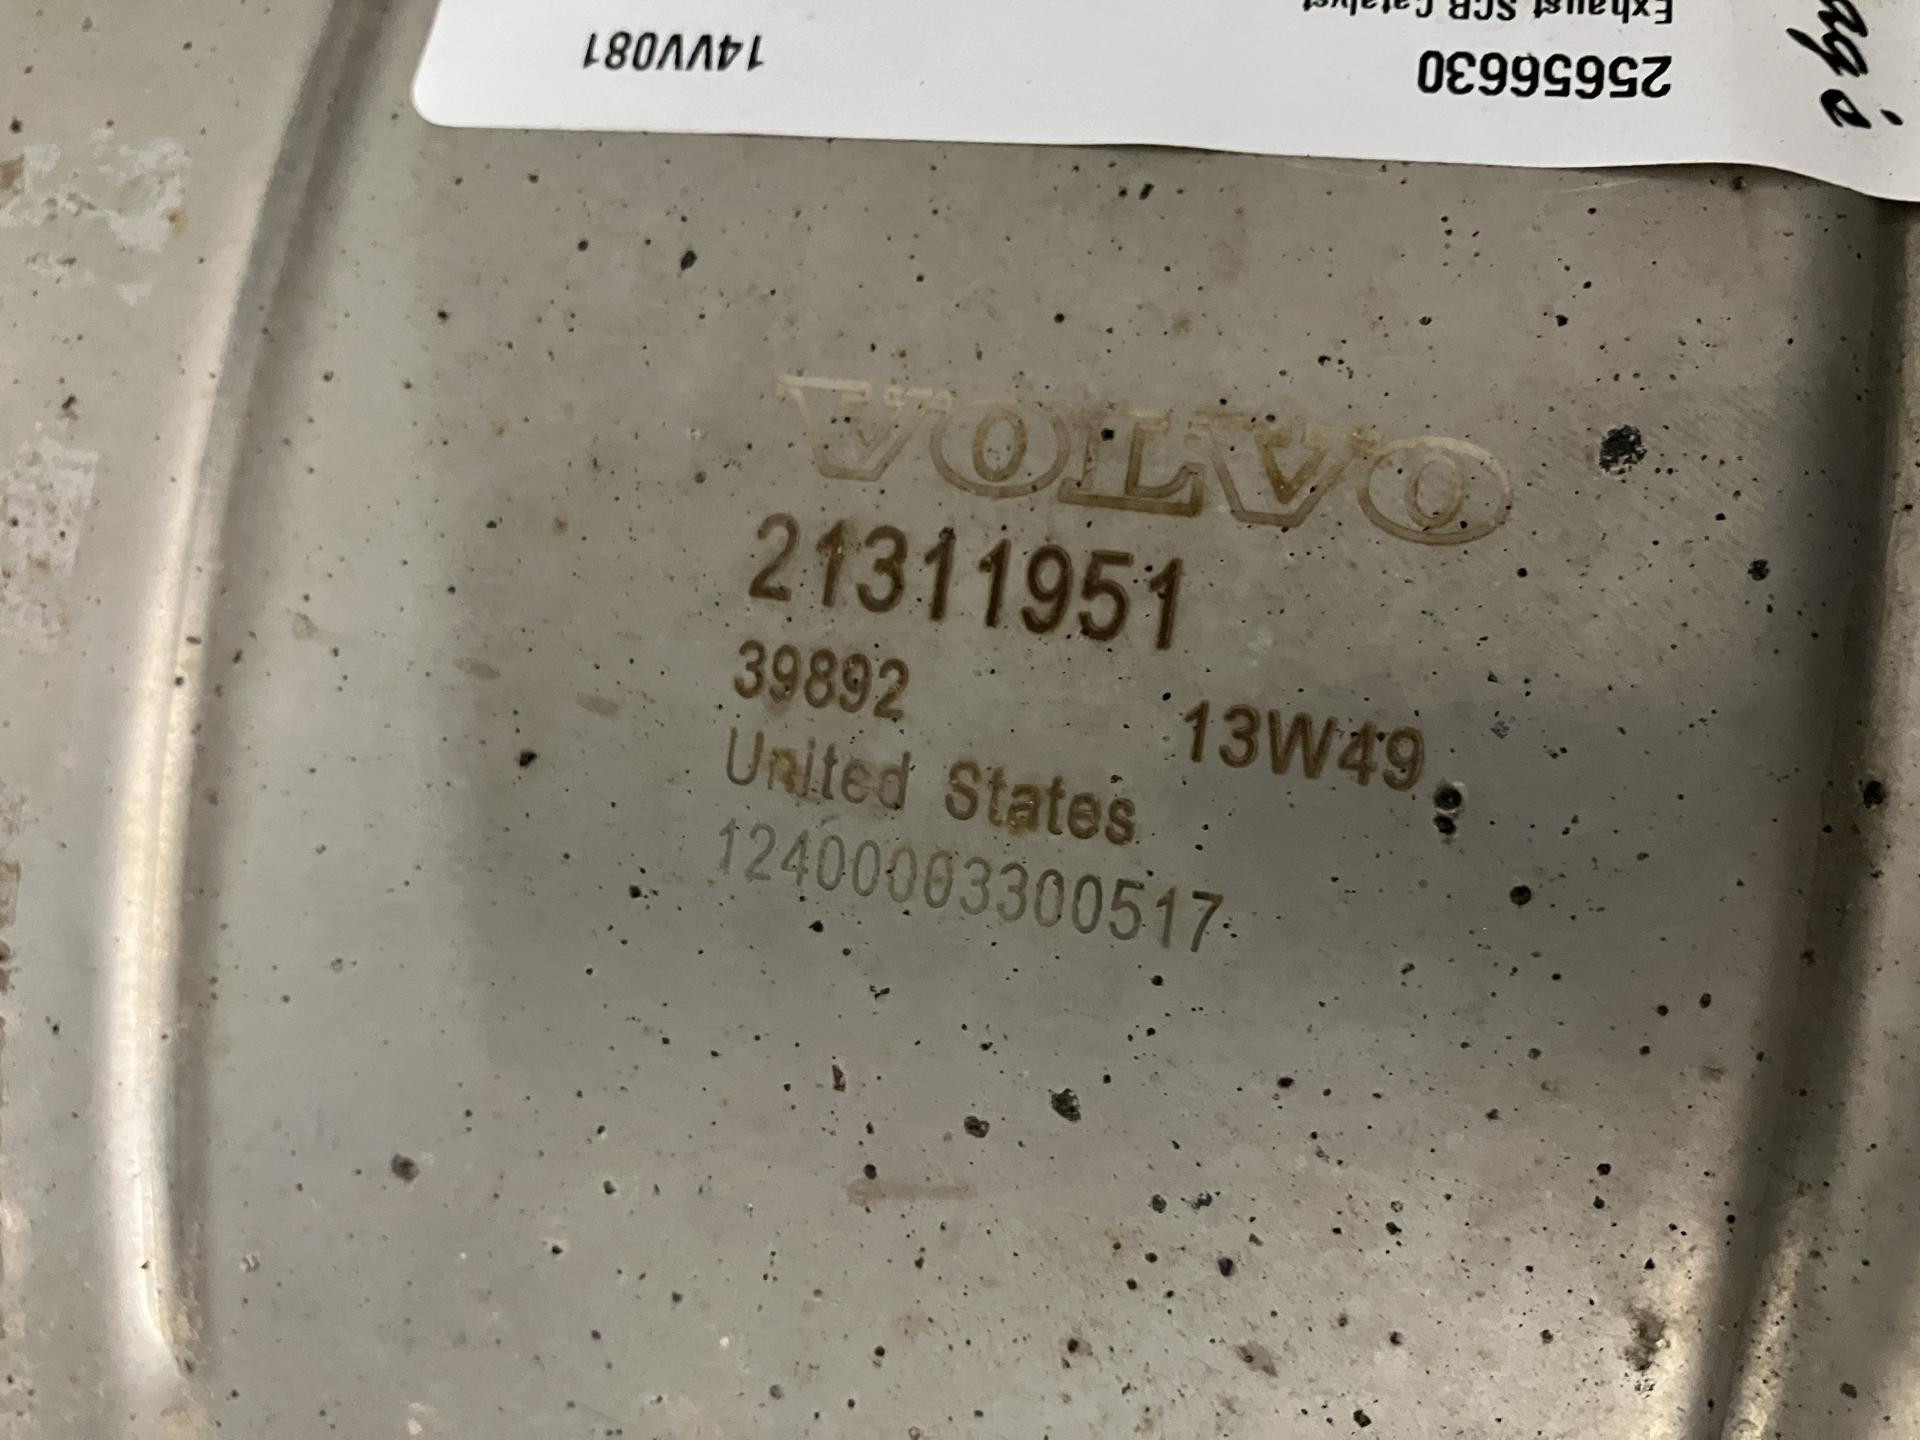 Exhaust SCR Catalyst
25656630
14VV081
VOLVO
21311951
39892
13W49
United States
12400003300517